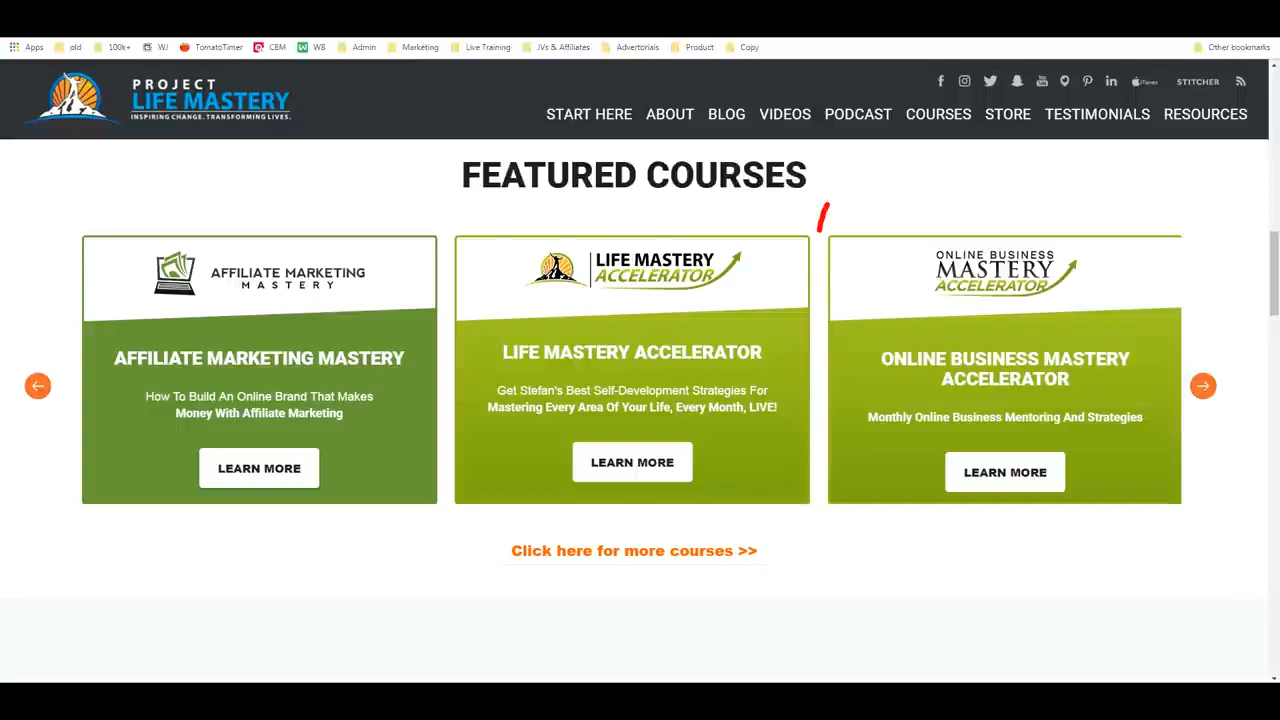 Apps old 100k+ WJ TomatoTimer CBM WB Admin Marketing Live Training JVs & Affiliates Advertorials Product Copy Other bookmarks
PROJECT
LIFE MASTERY
INSPIRING CHANGE. TRANSFORMING LIVES.
iTunes STITCHER
START HERE ABOUT BLOG VIDEOS PODCAST COURSES STORE TESTIMONIALS RESOURCES
FEATURED COURSES
AFFILIATE MARKETING
MASTERY
AFFILIATE MARKETING MASTERY
How To Build An Online Brand That Makes
Money With Affiliate Marketing
LEARN MORE
LIFE MASTERY
ACCELERATOR
LIFE MASTERY ACCELERATOR
Get Stefan's Best Self-Development Strategies For
Mastering Every Area Of Your Life, Every Month, LIVE!
LEARN MORE
ONLINE BUSINESS
MASTERY
ACCELERATOR
ONLINE BUSINESS MASTERY
ACCELERATOR
Monthly Online Business Mentoring And Strategies
LEARN MORE
Click here for more courses >>